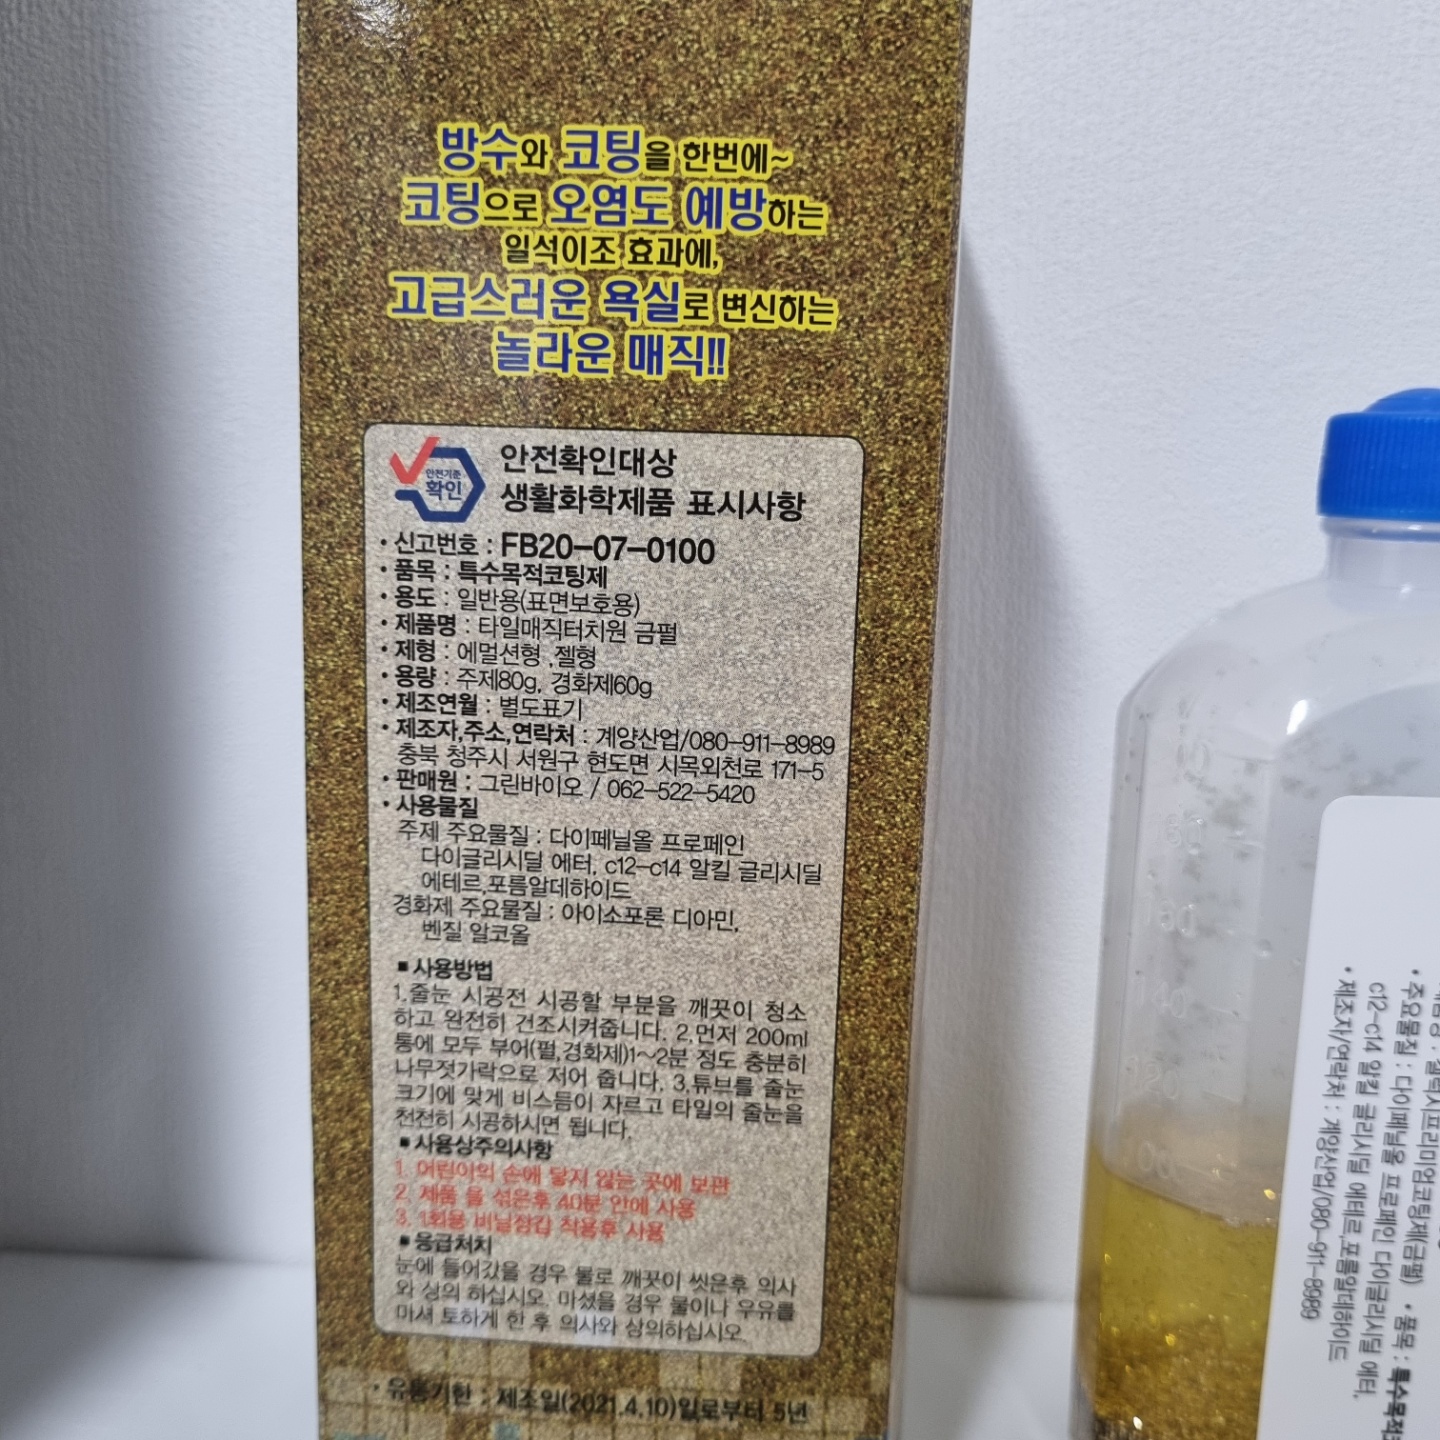 방수와 코팅을 한번에~
코팅으로 오염도 예방하는
일석이조 효과에,
고급스러운 욕실로 변신하는
놀라운 매직!!
안전기준
확인
안전확인대상
생활화학제품 표시사항
• 신고번호 : FB20-07-0100
• 품목 : 특수목적코팅제
• 용도 : 일반용(표면보호용)
• 제품명 : 타일매직터치원 금펄
• 제형 : 에멀션형 ,젤형
• 용량 : 주제80g, 경화제60g
• 제조연월 : 별도표기
• 제조자,주소,연락처 : 계양산업/080-911-8989
충북 청주시 서원구 현도면 시목외천로 171-5
• 판매원 : 그린바이오 / 062-522-5420
• 사용물질
주제 주요물질 : 다이페닐올 프로페인
다이글리시딜 에터, c12-c14 알킬 글리시딜
에테르,포름알데하이드
경화제 주요물질 : 아이소포론 디아민,
벤질 알코올
■ 사용방법
1.줄눈 시공전 시공할 부분을 깨끗이 청소
하고 완전히 건조시켜줍니다. 2.먼저 200ml
통에 모두 부어(펄,경화제)1~2분 정도 충분히
나무젓가락으로 저어 줍니다. 3.튜브를 줄눈
크기에 맞게 비스듬이 자르고 타일의 줄눈을
천천히 시공하시면 됩니다.
■ 사용상주의사항
1. 어린이의 손에 닿지 않는 곳에 보관
2. 제품 을 섞은후 40분 안에 사용
3. 1회용 비닐장갑 착용후 사용
■ 응급처치
눈에 들어갔을 경우 물로 깨끗이 씻은후 의사
와 상의 하십시오. 마셨을 경우 물이나 우유를
마셔 토하게 한 후 의사와 상의하십시오.
• 유통기한 : 제조일(2021.4.10)일로부터 5년
프리미엄코팅제(금펄) • 품목 : 특수목적
• 주요물질 : 다이페닐올 프로페인 다이글리시딜 에터,
c12-c14 알킬 글리시딜 에테르,포름알데하이드
• 제조자/연락처 : 계양산업/080-911-8989